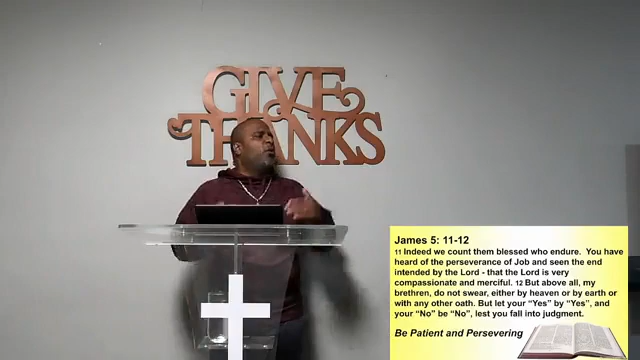 GIVE
THANKS
James 5: 11-12
11 Indeed we count them blessed who endure. You have
heard of the perseverance of Job and seen the end
intended by the Lord - that the Lord is very
compassionate and merciful. 12 But above all, my
brethren, do not swear, either by heaven or by earth or
with any other oath. But let your “Yes” by “Yes”, and
your “No” be “No”, lest you fall into judgment.
Be Patient and Persevering